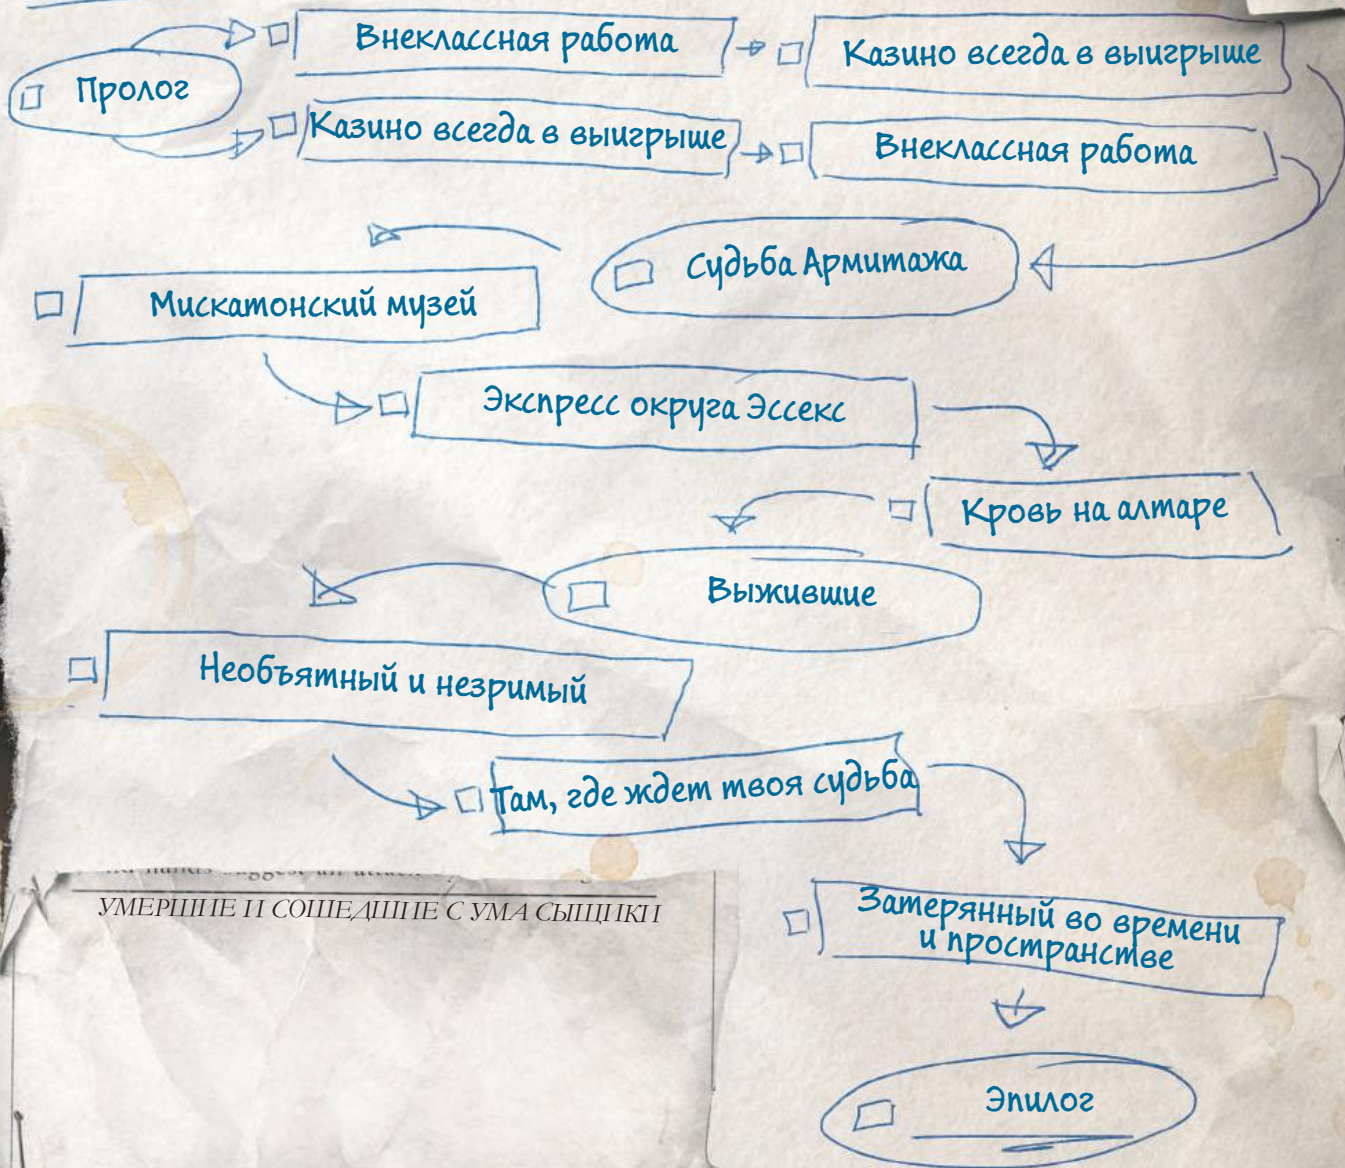 Внеклассная работа
Казино всегда в выигрыше
Пролог
Казино всегда в выигрыше
Внеклассная работа
Судьба Армитажа
Мискатонский музей
Экспресс округа Эссекс
Кровь на алтаре
Выжившие
Необъятный и незримый
Там, где ждет твоя судьба
УМЕРШИЕ И СОШЕДШИЕ С УМА СЫЩИКИ
Затерянный во времени
и пространстве
Эпилог